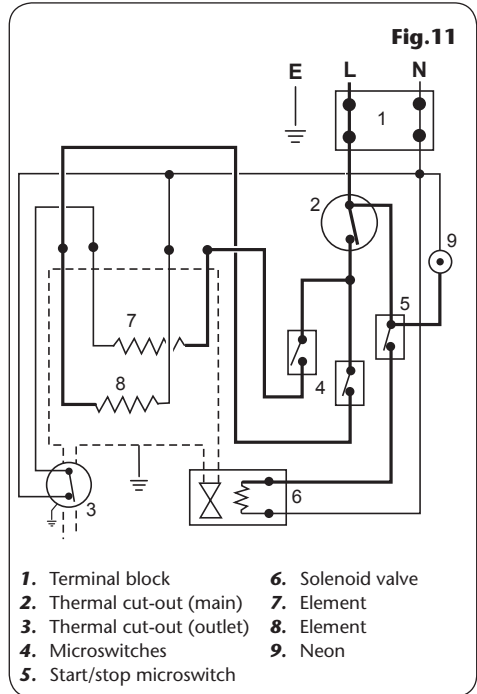 Fig.11
E L N
1
2
9
5
7
4
8
6
3
1. Terminal block
2. Thermal cut-out (main)
3. Thermal cut-out (outlet)
4. Microswitches
5. Start/stop microswitch
6. Solenoid valve
7. Element
8. Element
9. Neon